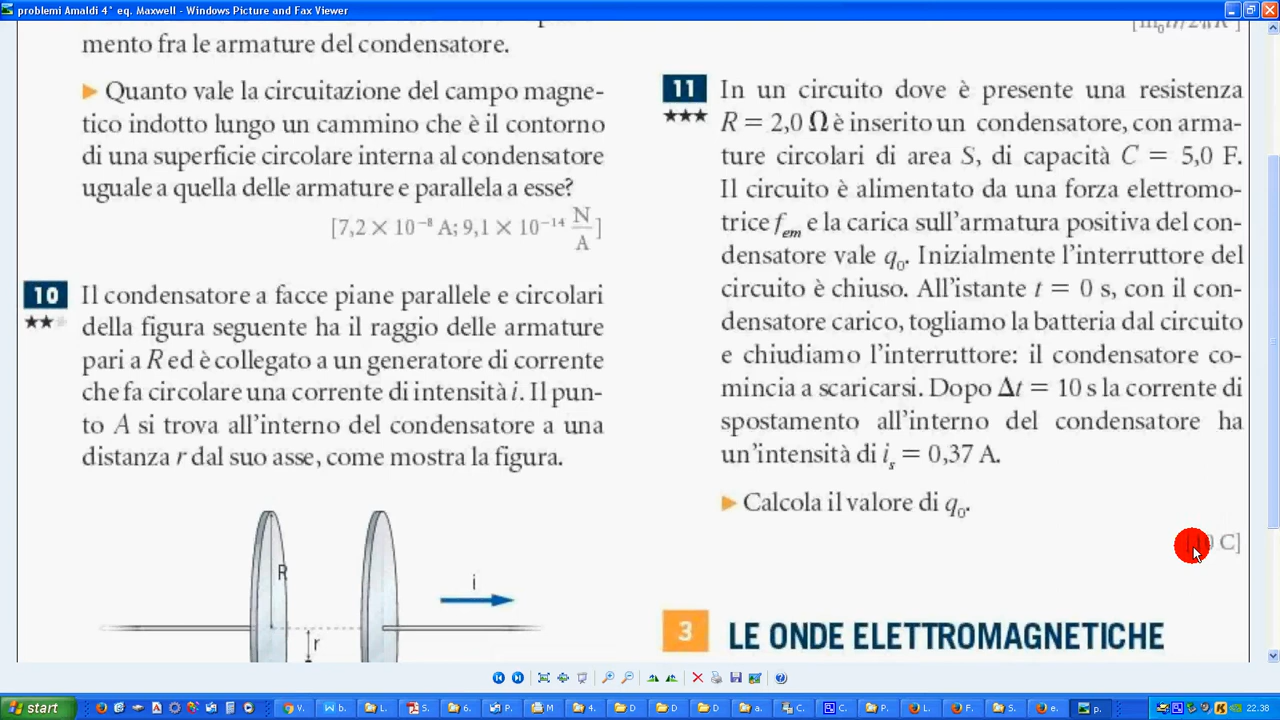 problemi Amaldi 4° eq. Maxwell - Windows Picture and Fax Viewer
mento fra le armature del condensatore.
► Quanto vale la circuitazione del campo magne-
tico indotto lungo un cammino che è il contorno
di una superficie circolare interna al condensatore
uguale a quella delle armature e parallela a esse?
[7,2 × 10⁻⁸ A; 9,1 × 10⁻¹⁴ N/A]
10 Il condensatore a facce piane parallele e circolari
★★ della figura seguente ha il raggio delle armature
pari a R ed è collegato a un generatore di corrente
che fa circolare una corrente di intensità i. Il pun-
to A si trova all'interno del condensatore a una
distanza r dal suo asse, come mostra la figura.
R
i
r
11 In un circuito dove è presente una resistenza
★★★ R = 2,0 Ω è inserito un condensatore, con arma-
ture circolari di area S, di capacità C = 5,0 F.
Il circuito è alimentato da una forza elettromo-
trice fem e la carica sull'armatura positiva del con-
densatore vale q₀. Inizialmente l'interruttore del
circuito è chiuso. All'istante t = 0 s, con il con-
densatore carico, togliamo la batteria dal circuito
e chiudiamo l'interruttore: il condensatore co-
mincia a scaricarsi. Dopo Δt = 10 s la corrente di
spostamento all'interno del condensatore ha
un'intensità di iₛ = 0,37 A.
► Calcola il valore di q₀.
C]
3 LE ONDE ELETTROMAGNETICHE
start
V.
b.
L.
S.
6.
P.
M
4.
D
D
D
a.
C.
C.
P.
L.
F.
S.
e.
p.
22.38